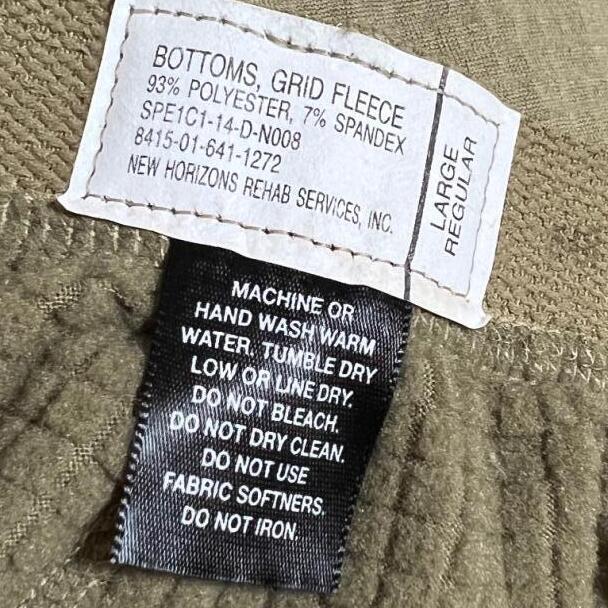 BOTTOMS, GRID FLEECE
93% POLYESTER, 7% SPANDEX
SPE1C1-14-D-N008
8415-01-641-1272
NEW HORIZONS REHAB SERVICES, INC.
LARGE
REGULAR
MACHINE OR
HAND WASH WARM
WATER. TUMBLE DRY
LOW OR LINE DRY.
DO NOT BLEACH.
DO NOT DRY CLEAN.
DO NOT USE
FABRIC SOFTNERS.
DO NOT IRON.